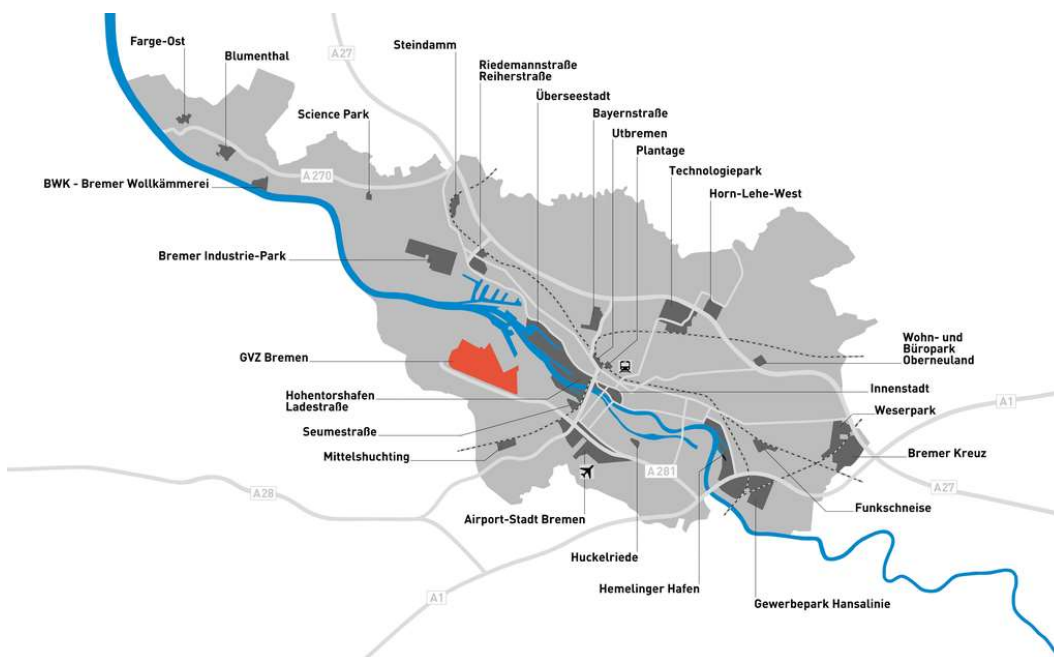 Farge-Ost
Blumenthal
A27
Steindamm
Riedemannstraße
Reiherstraße
Überseestadt
Bayernstraße
Utbremen
Plantage
Technologiepark
Horn-Lehe-West
Science Park
A 270
BWK - Bremer Wollkämmerei
Bremer Industrie-Park
GVZ Bremen
Wohn- und
Büropark
Oberneuland
Innenstadt
Hohentorshafen
Ladestraße
Weserpark
A1
Seumestraße
Mittelshuchting
Bremer Kreuz
A 281
A28
A27
Funkschneise
Airport-Stadt Bremen
Huckelriede
Hemelinger Hafen
A1
Gewerbepark Hansalinie